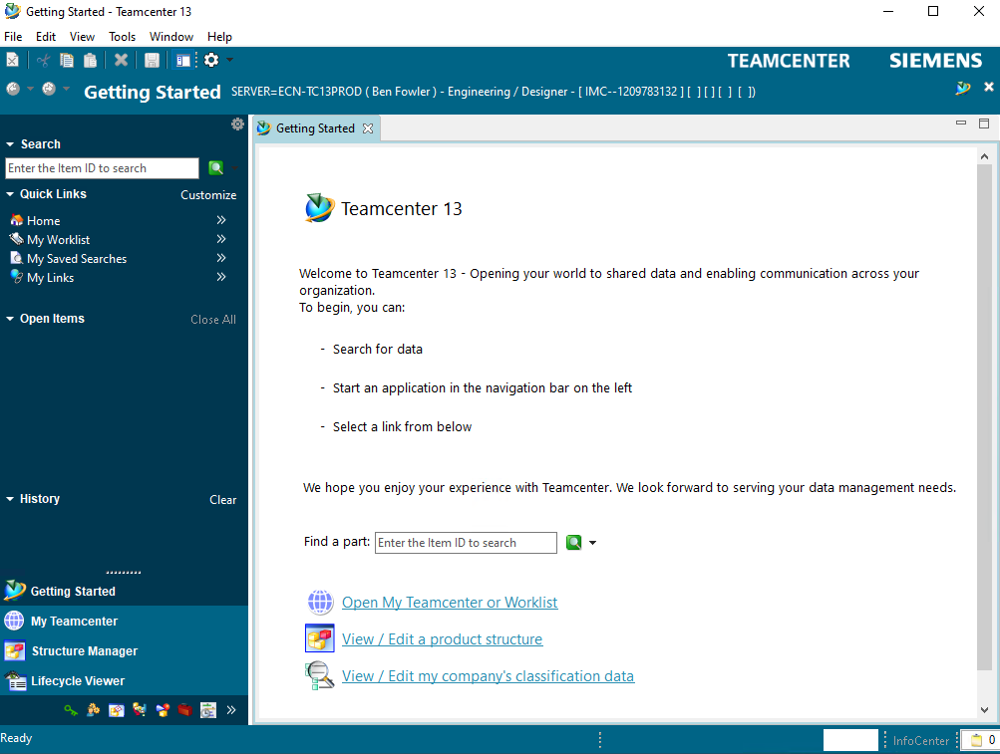 Getting Started - Teamcenter 13
File Edit View Tools Window Help
TEAMCENTER SIEMENS
Getting Started SERVER=ECN-TC13PROD ( Ben Fowler ) - Engineering / Designer - [ IMC--1209783132 ] [ ] [ ] [ ] [ ])
Search
Enter the Item ID to search
Quick Links Customize
Home
My Worklist
My Saved Searches
My Links
Open Items Close All
History Clear
Getting Started
My Teamcenter
Structure Manager
Lifecycle Viewer
Getting Started
Teamcenter 13
Welcome to Teamcenter 13 - Opening your world to shared data and enabling communication across your
organization.
To begin, you can:
- Search for data
- Start an application in the navigation bar on the left
- Select a link from below
We hope you enjoy your experience with Teamcenter. We look forward to serving your data management needs.
Find a part: Enter the Item ID to search
Open My Teamcenter or Worklist
View / Edit a product structure
View / Edit my company's classification data
Ready InfoCenter 0